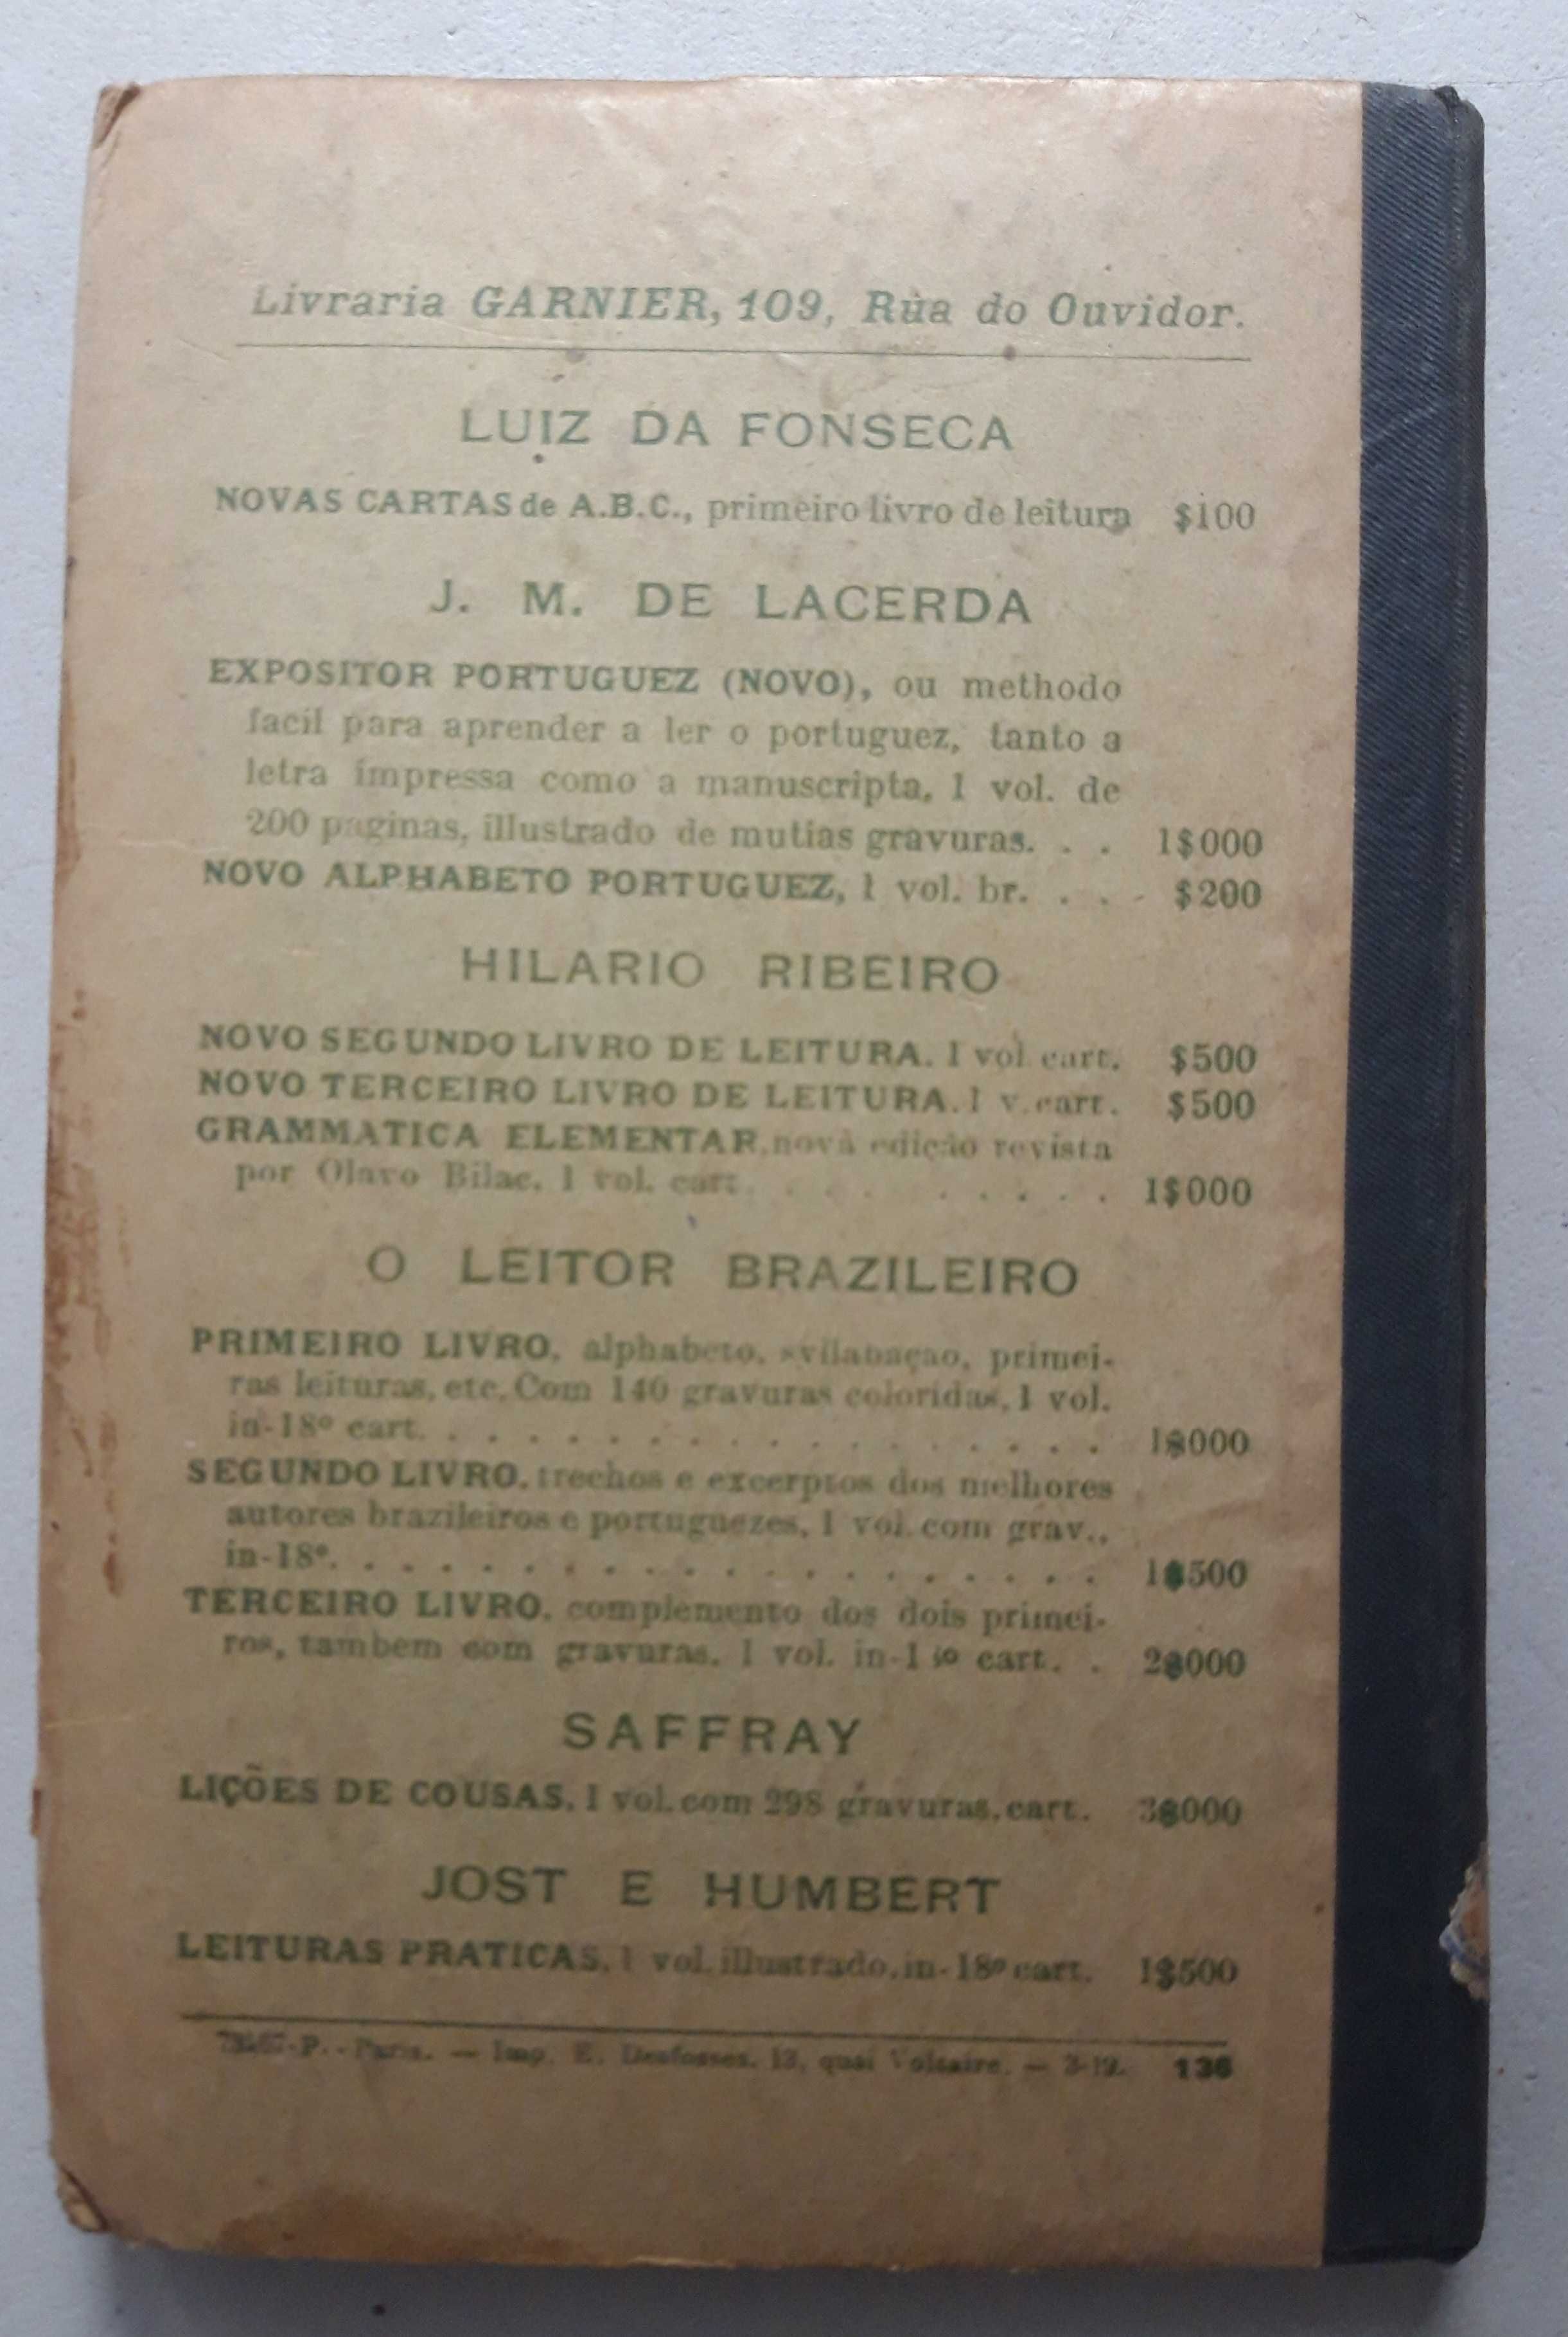 Livraria GARNIER, 109, Rùa do Ouvidor.
LUIZ DA FONSECA
NOVAS CARTAS de A.B.C., primeiro livro de leitura $100
J. M. DE LACERDA
EXPOSITOR PORTUGUEZ (NOVO), ou methodo
facil para aprender a ler o portuguez, tanto a
letra impressa como a manuscripta. 1 vol. de
200 paginas, illustrado de mutias gravuras. . . 1$000
NOVO ALPHABETO PORTUGUEZ, 1 vol. br. . . . $200
HILARIO RIBEIRO
NOVO SEGUNDO LIVRO DE LEITURA. 1 vol cart. $500
NOVO TERCEIRO LIVRO DE LEITURA. 1 v. cart. $500
GRAMMATICA ELEMENTAR, nova edição revista
por Olavo Bilac. 1 vol. cart. . . . . . . . . 1$000
O LEITOR BRAZILEIRO
PRIMEIRO LIVRO. alphabeto, syllabação, primei-
ras leituras, etc. Com 140 gravuras coloridas, 1 vol.
in-18º cart. . . . . . . . . . . . . . . . . . 1$000
SEGUNDO LIVRO. trechos e excerptos dos melhores
autores brazileiros e portuguezes, 1 vol. com grav.,
in-18º. . . . . . . . . . . . . . . . . . . . 1$500
TERCEIRO LIVRO. complemento dos dois primei-
ros, tambem com gravuras. 1 vol. in- cart. . 2$000
SAFFRAY
LIÇÕES DE COUSAS. 1 vol. com 298 gravuras. cart. 3$000
JOST E HUMBERT
LEITURAS PRATICAS. 1 vol. illustrado, in-18º cart. 1$500
P. - Paris. — Imp. E. Desfossés. 13, quai Voltaire. — 136